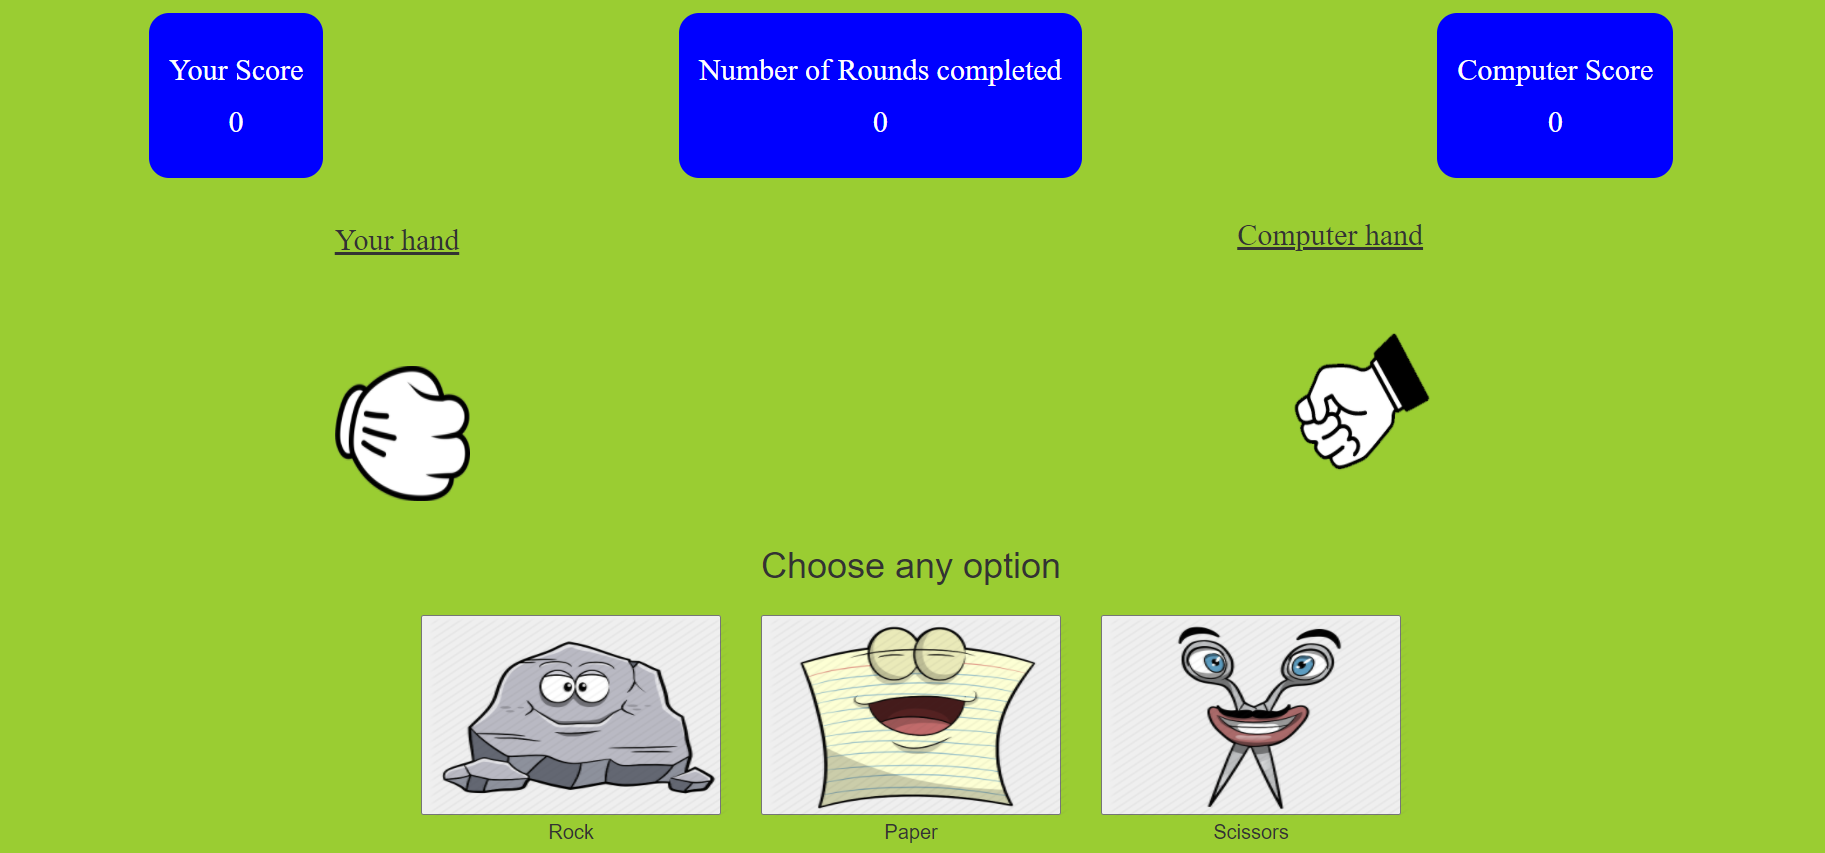 Your Score
0
Number of Rounds completed
0
Computer Score
0
Your hand
Computer hand
Choose any option
Rock
Paper
Scissors